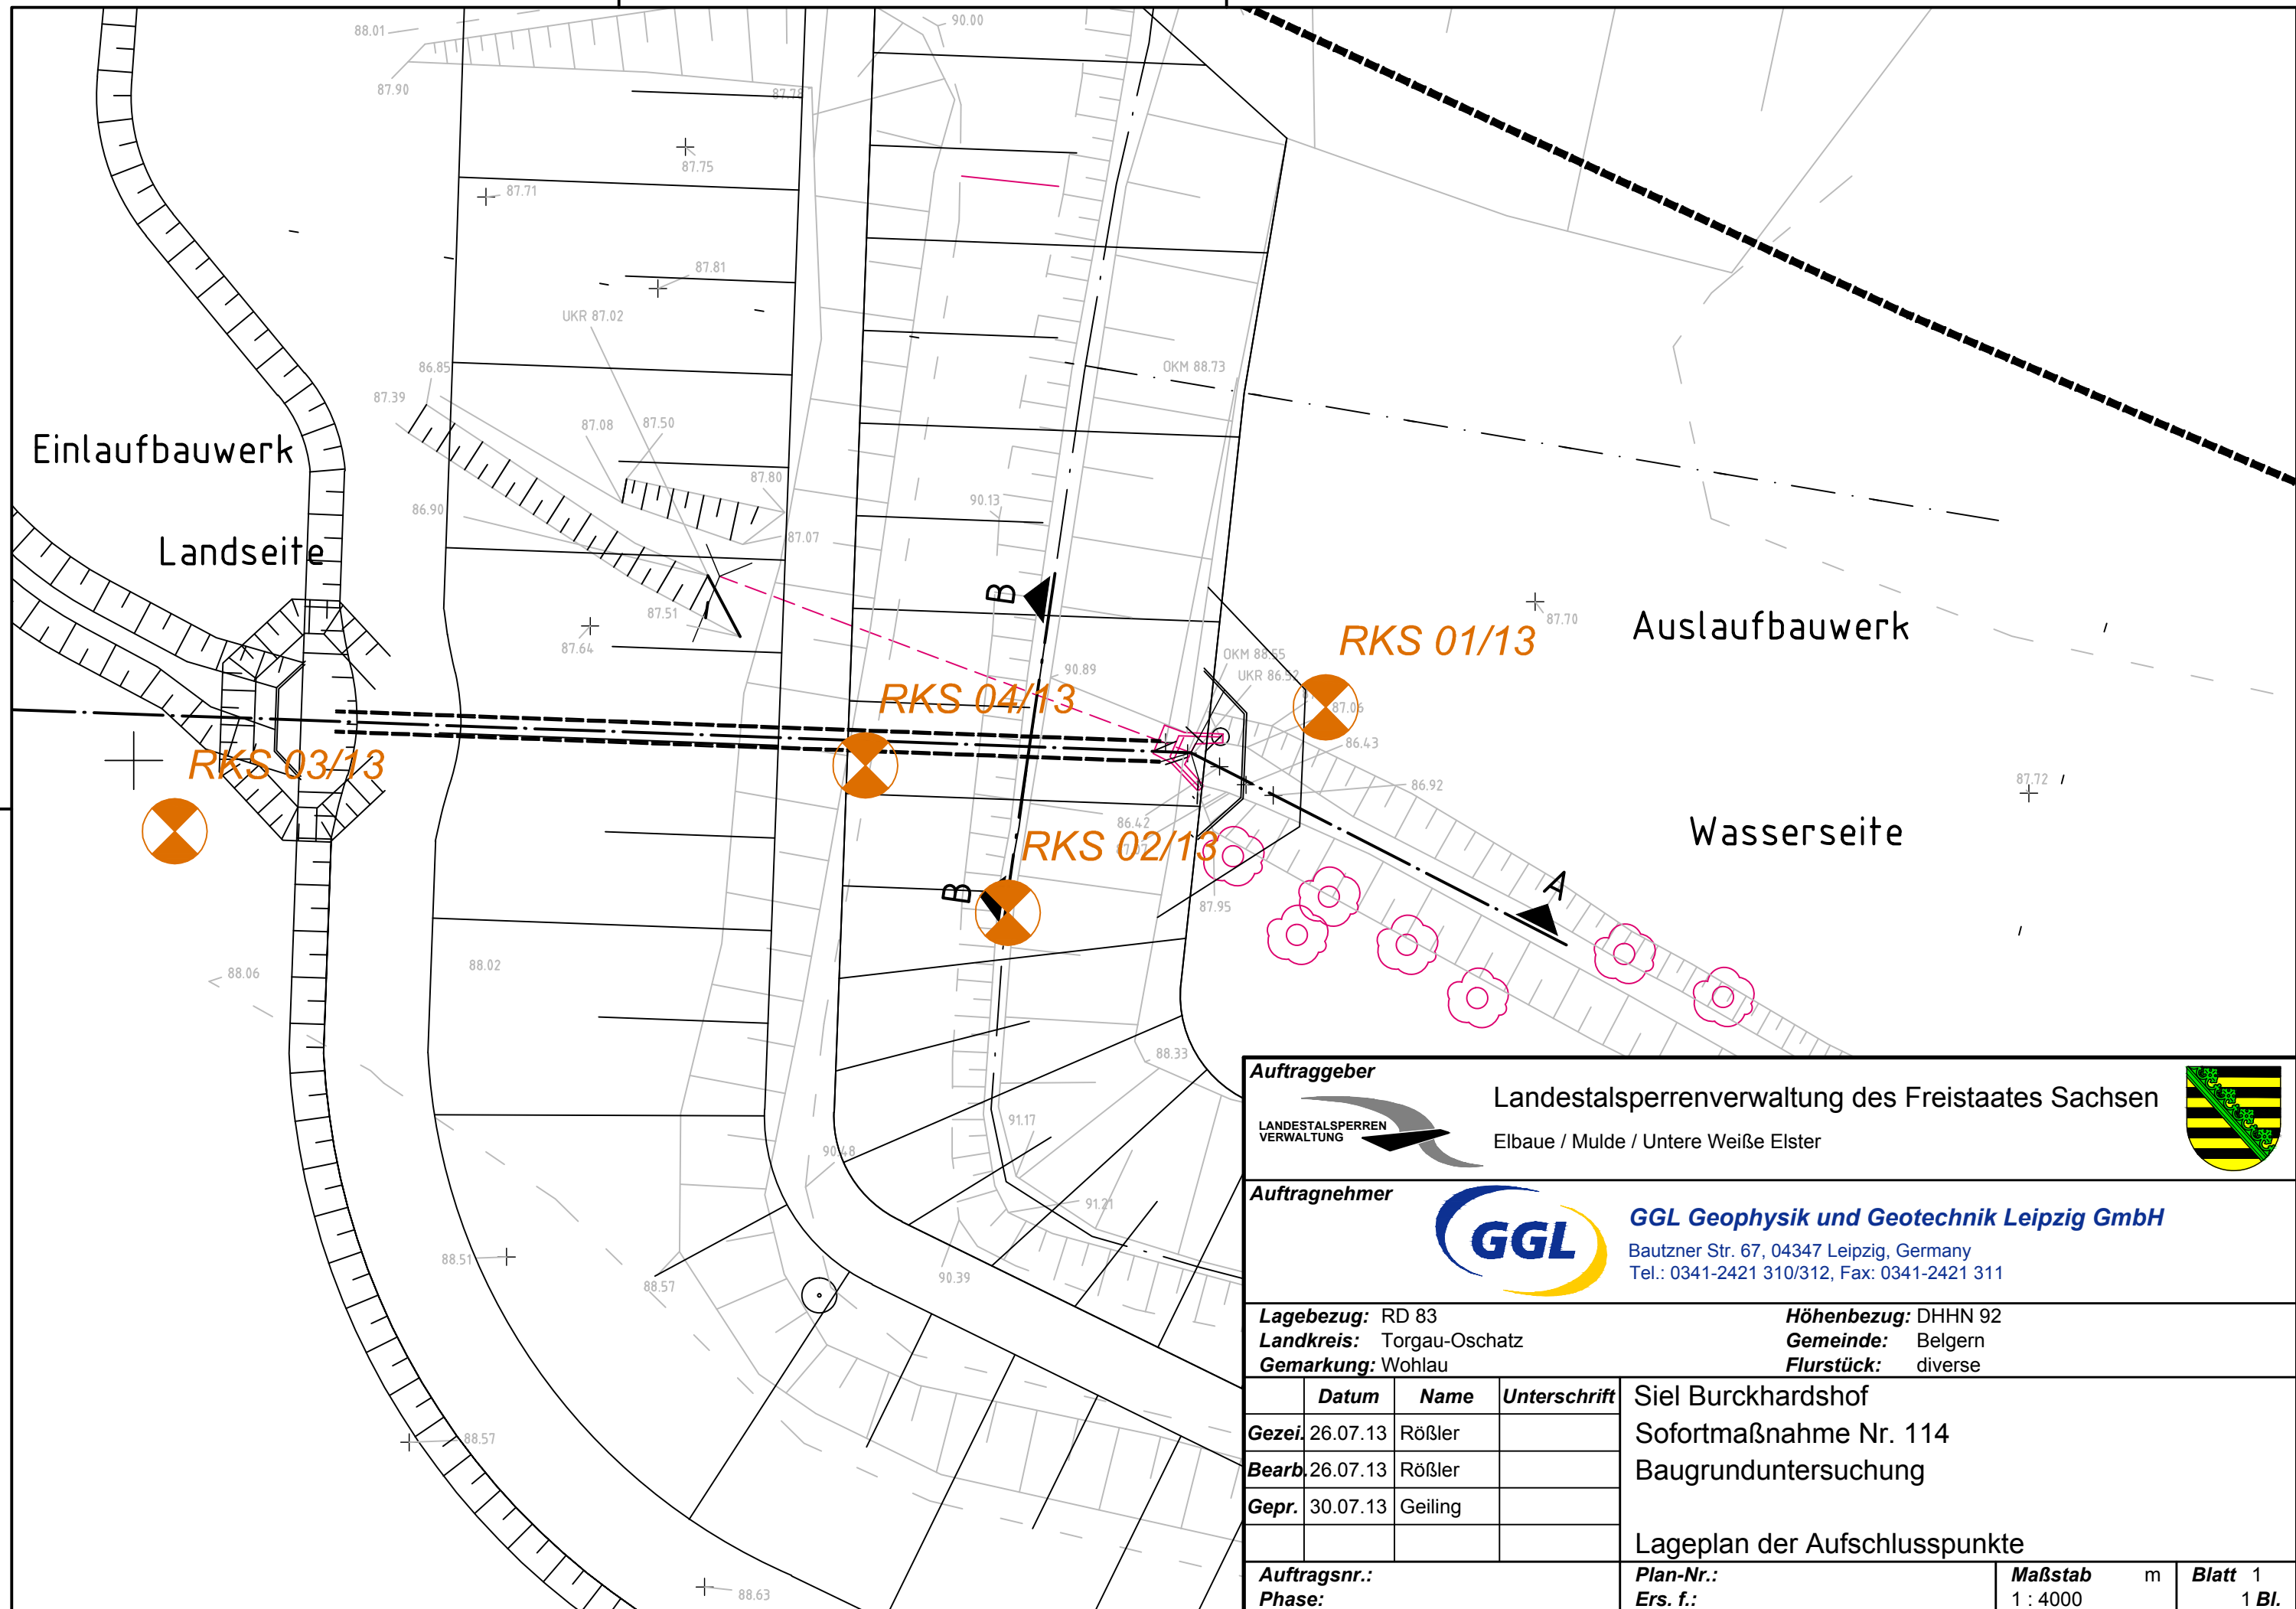 88.01
90.00
87.90
87.78
87.75
87.71
87.81
UKR 87.02
OKM 88.73
86.85
87.39
87.08
87.50
Einlaufbauwerk
87.80
86.90
90.13
Landseite
87.07
B
87.51
87.64
87.70
Auslaufbauwerk
RKS 01/13
OKM 88.55
UKR 86.52
90.89
RKS 04/13
87.06
86.43
RKS 03/13
86.92
87.72
86.42
RKS 02/13
Wasserseite
B
A
87.95
88.06
88.02
88.33
91.17
90.48
91.21
88.51
88.57
90.39
88.57
88.63
Auftraggeber
LANDESTALSPERREN
VERWALTUNG
Landestalsperrenverwaltung des Freistaates Sachsen
Elbaue / Mulde / Untere Weiße Elster
Auftragnehmer
GGL
GGL Geophysik und Geotechnik Leipzig GmbH
Bautzner Str. 67, 04347 Leipzig, Germany
Tel.: 0341-2421 310/312, Fax: 0341-2421 311
Lagebezug: RD 83 Höhenbezug: DHHN 92
Landkreis: Torgau-Oschatz Gemeinde: Belgern
Gemarkung: Wohlau Flurstück: diverse
Datum Name Unterschrift
Gezei. 26.07.13 Rößler
Bearb. 26.07.13 Rößler
Gepr. 30.07.13 Geiling
Siel Burckhardshof
Sofortmaßnahme Nr. 114
Baugrunduntersuchung
Lageplan der Aufschlusspunkte
Auftragsnr.:
Phase:
Plan-Nr.:
Ers. f.:
Maßstab m
1 : 4000
Blatt 1
1 Bl.